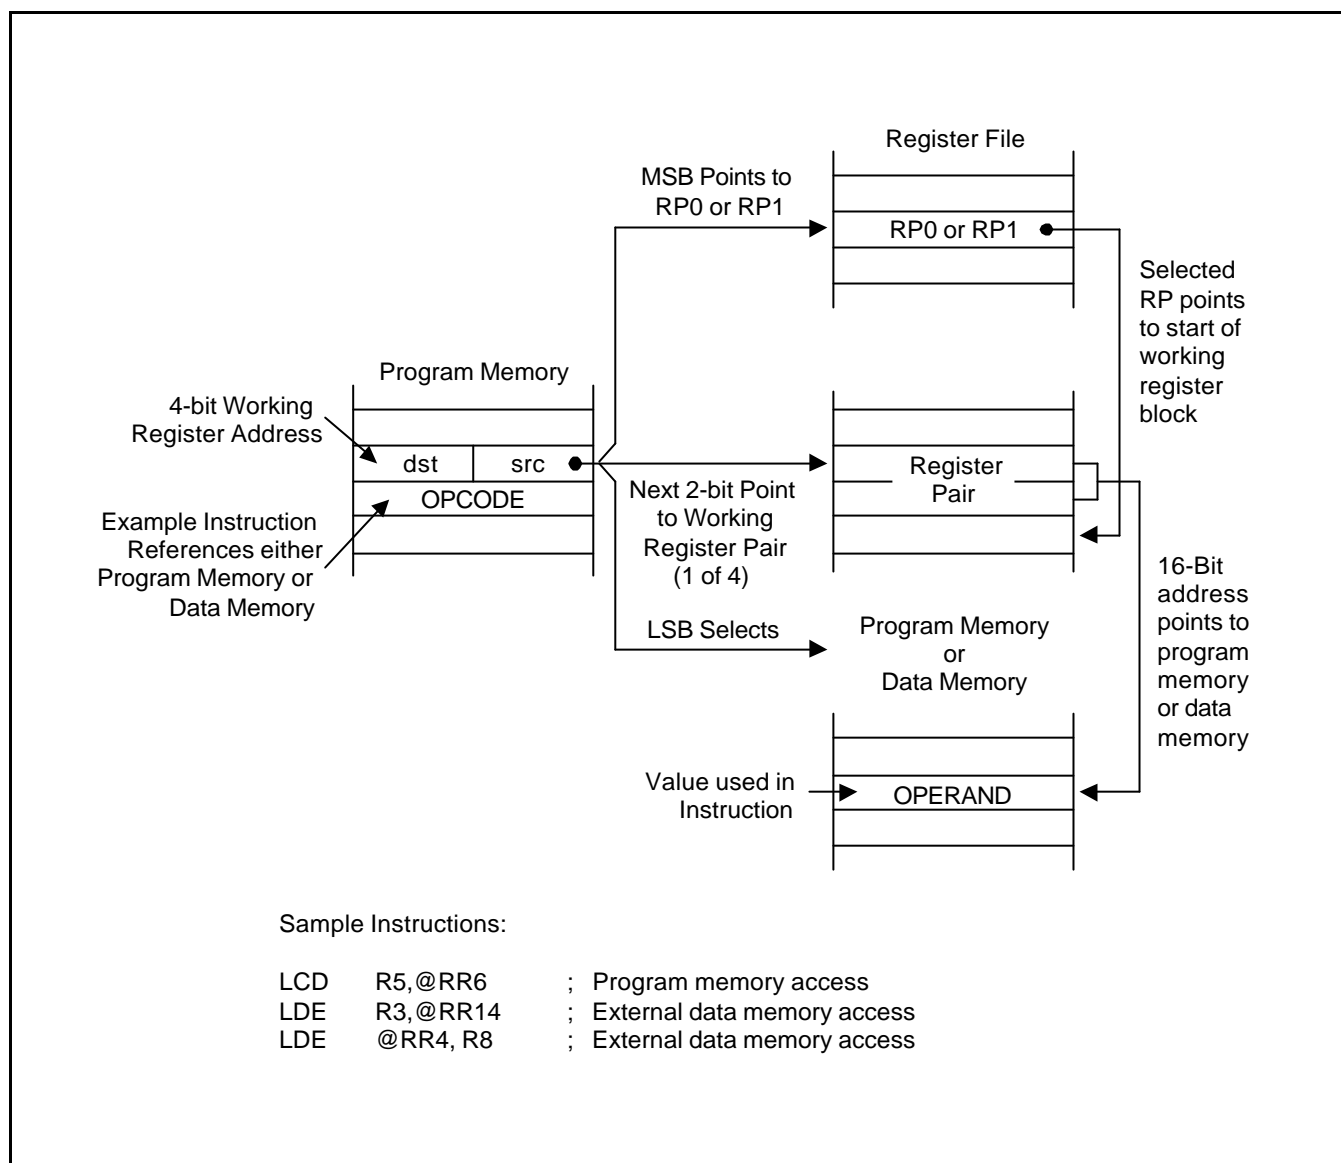 Register File
MSB Points to
RP0 or RP1
RP0 or RP1
Selected
RP points
to start of
working
register
block
Program Memory
4-bit Working
Register Address
dst src
OPCODE
Register
Pair
Next 2-bit Point
to Working
Register Pair
(1 of 4)
Example Instruction
References either
Program Memory or
Data Memory
16-Bit
address
points to
program
memory
or data
memory
LSB Selects
Program Memory
or
Data Memory
Value used in
Instruction
OPERAND
Sample Instructions:
LCD R5,@RR6 ; Program memory access
LDE R3,@RR14 ; External data memory access
LDE @RR4, R8 ; External data memory access